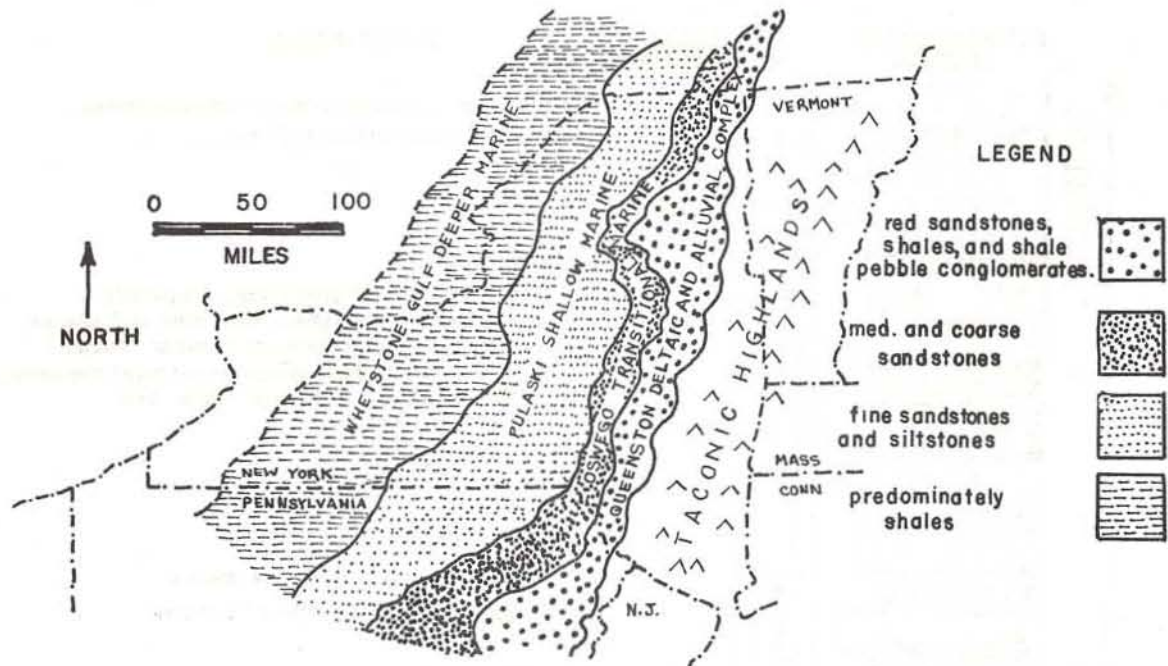 VERMONT
LEGEND
0 50 100
MILES
NORTH
WHETSTONE GULF DEEPER MARINE
PULASKI SHALLOW MARINE
OSWEGO TRANSITIONAL MARINE
QUEENSTON DELTAIC AND ALLUVIAL COMPLEX
TACONIC HIGHLANDS
red sandstones,
shales, and shale
pebble conglomerates.
med. and coarse
sandstones
fine sandstones
and siltstones
predominately
shales
NEW YORK
PENNSYLVANIA
MASS
CONN
N.J.